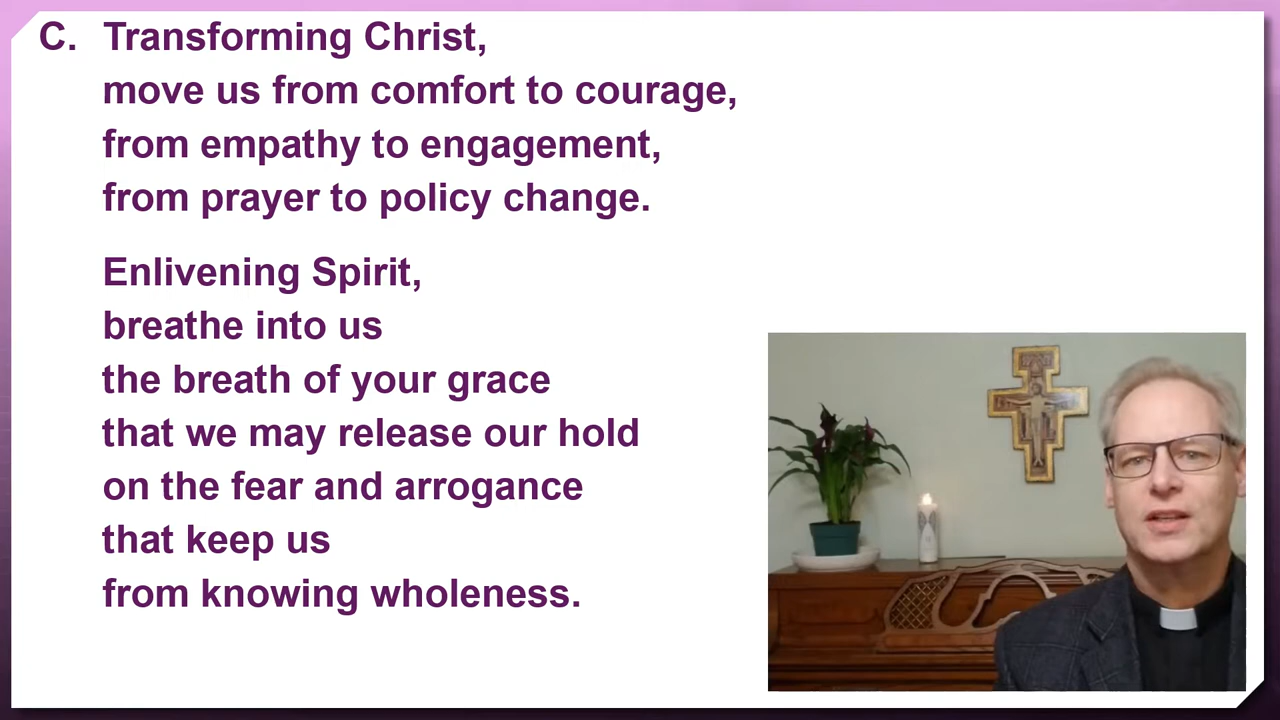 C. Transforming Christ,
move us from comfort to courage,
from empathy to engagement,
from prayer to policy change.
Enlivening Spirit,
breathe into us
the breath of your grace
that we may release our hold
on the fear and arrogance
that keep us
from knowing wholeness.